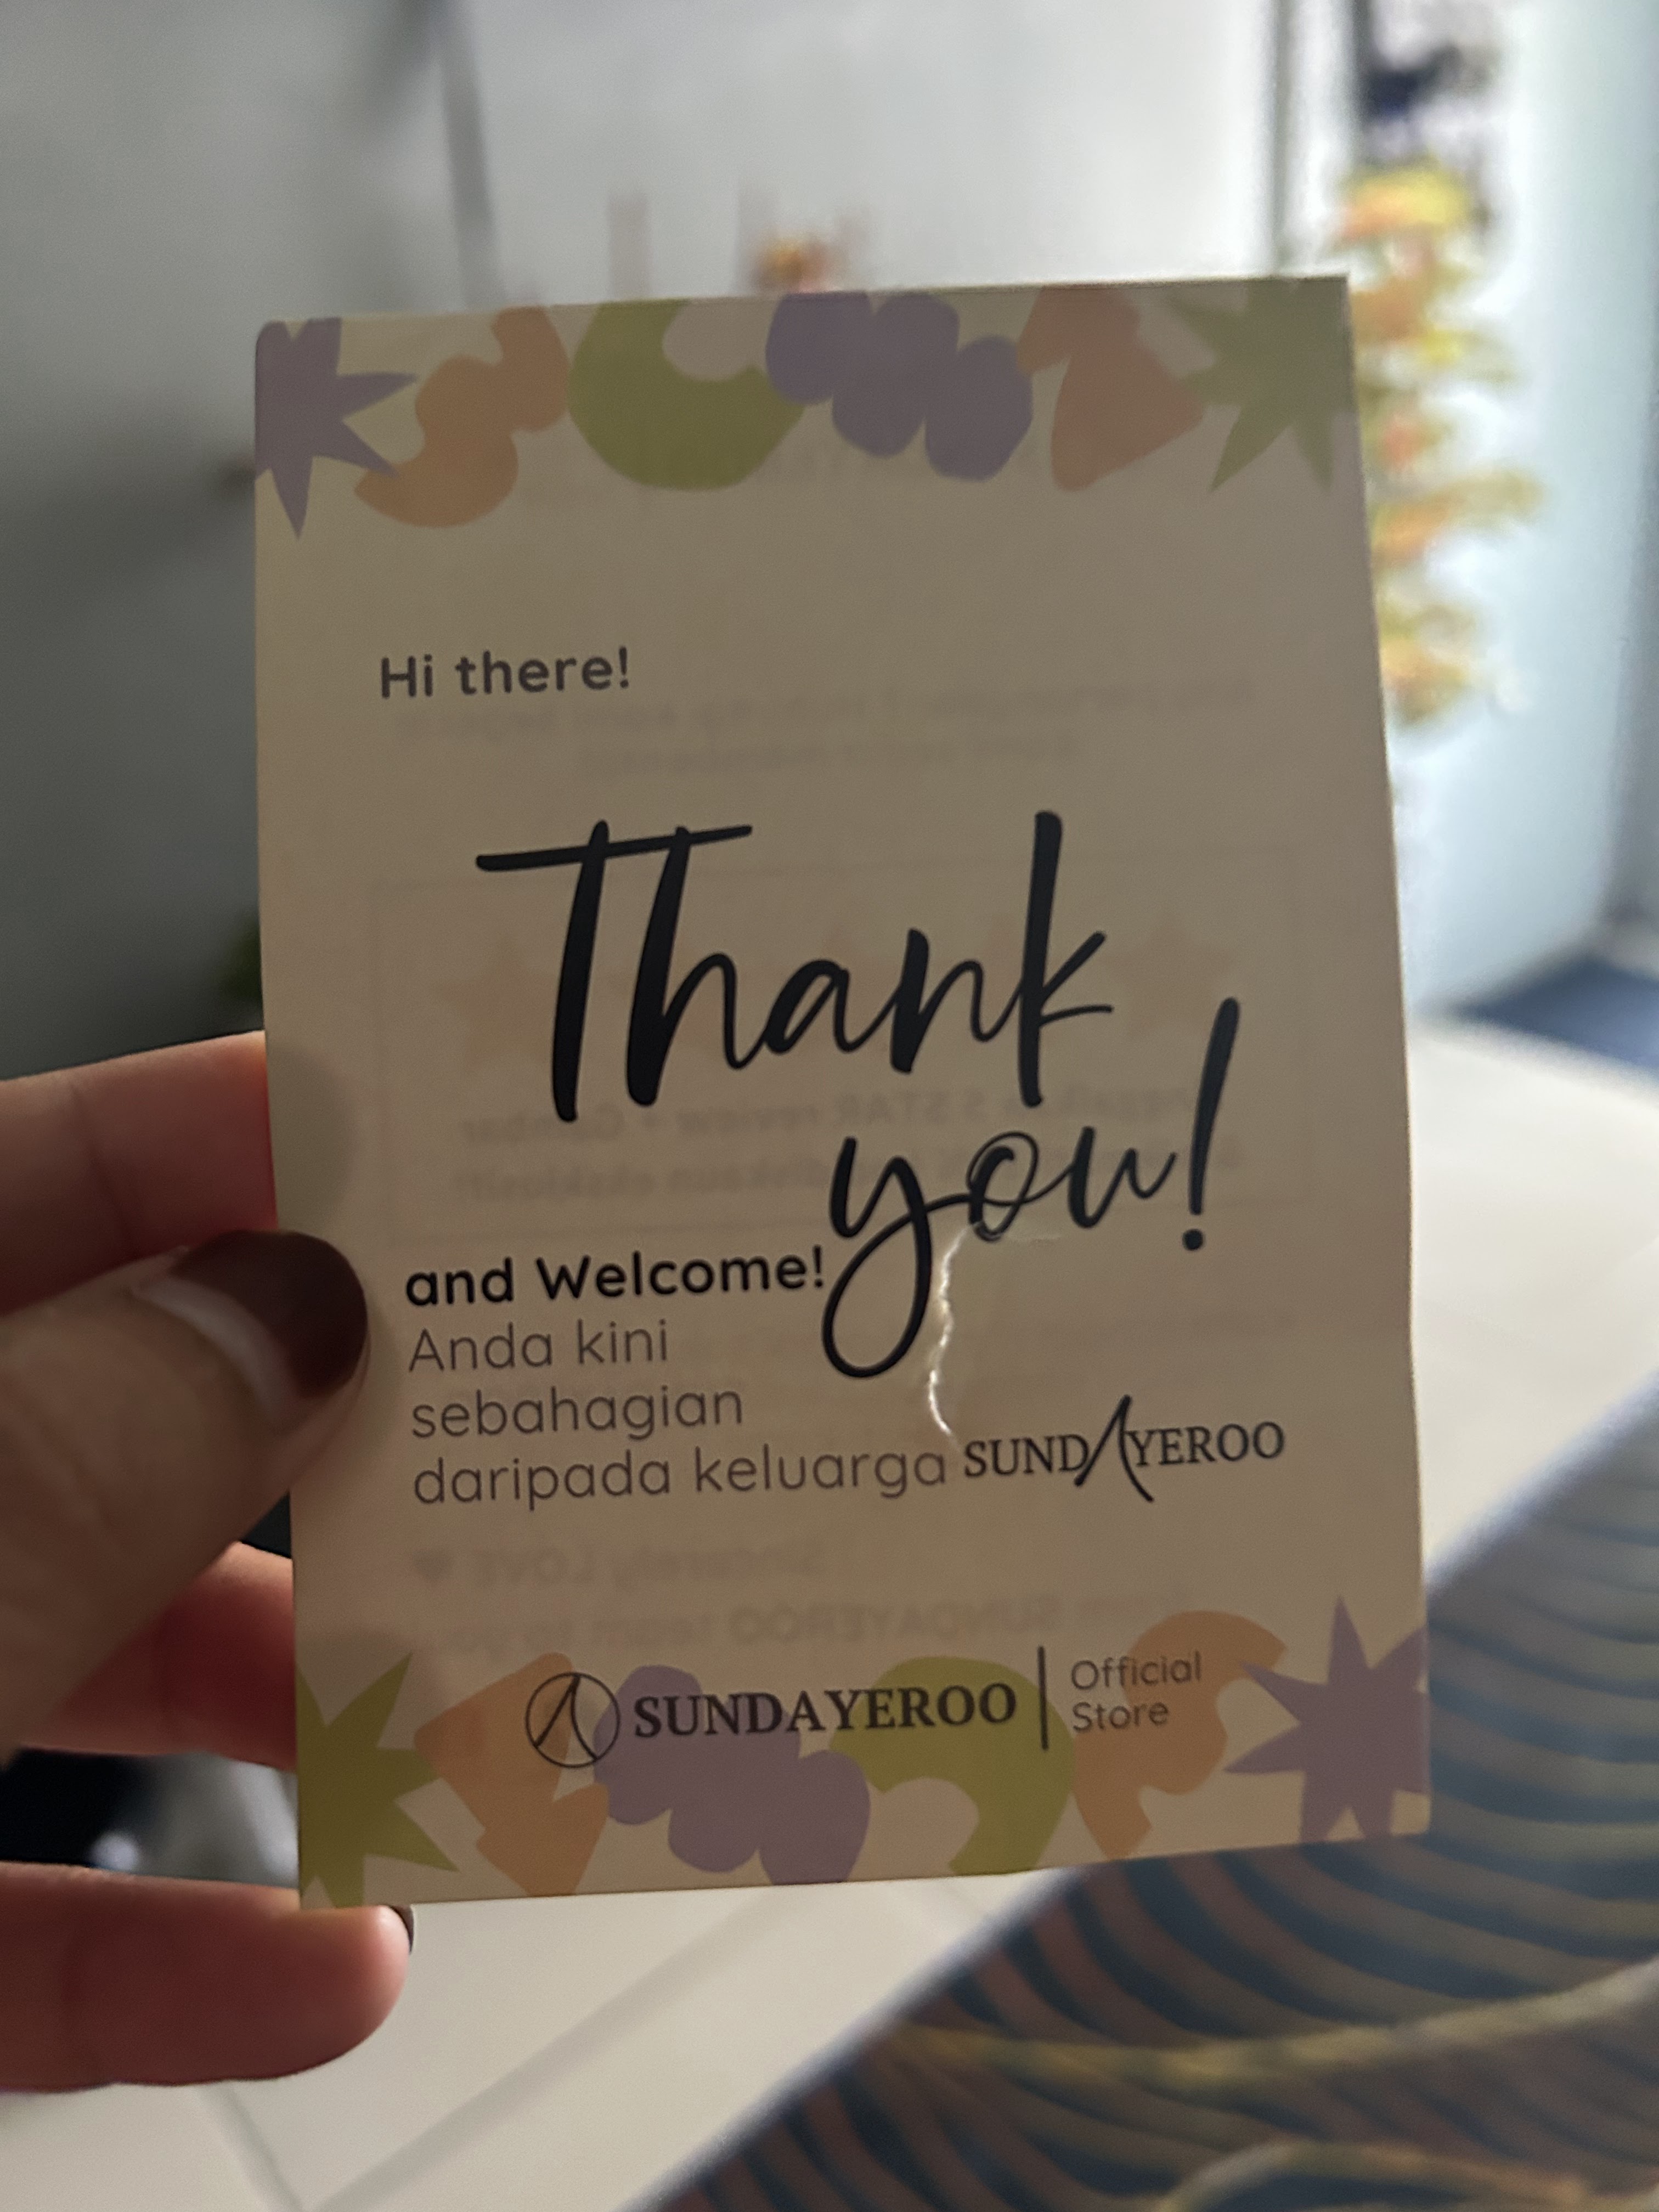 Hi there!
Thank
you!
and Welcome!
Anda kini
sebahagian
daripada keluarga SUNDAYEROO
SUNDAYEROO | Official
Store